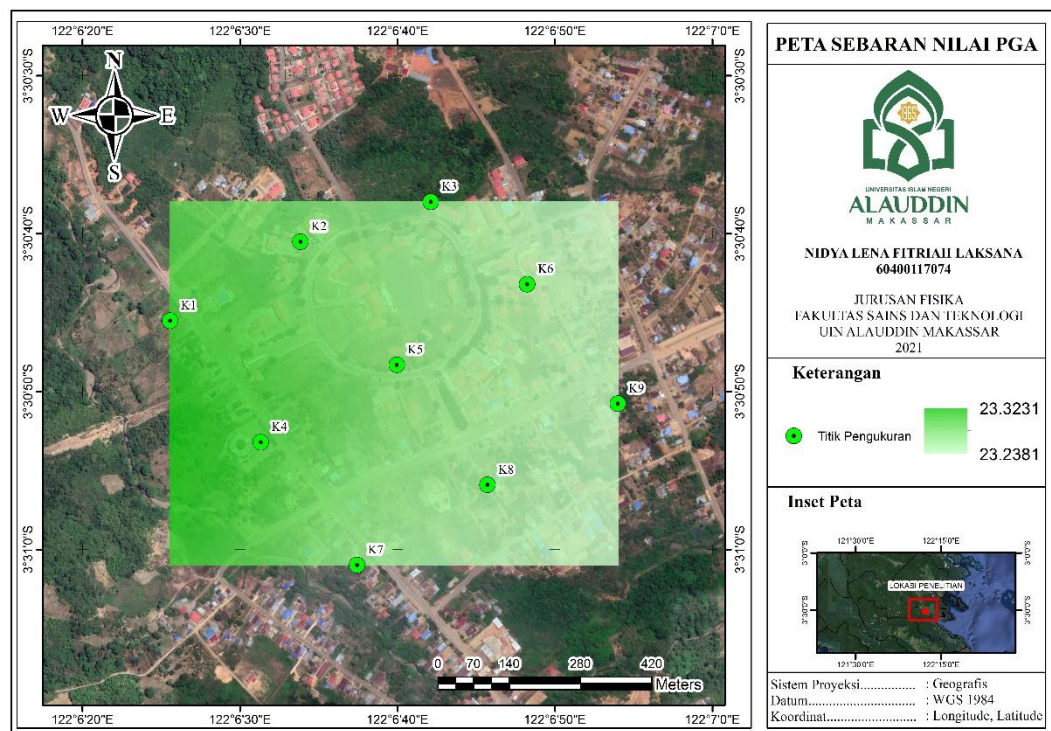 122°6'20"E 122°6'30"E 122°6'40"E 122°6'50"E 122°7'0"E
3°30'30"S 3°30'30"S
N
W E
S
K3
3°30'40"S 3°30'40"S
K2
K6
K1
K5
3°30'50"S 3°30'50"S
K9
K4
K8
3°31'0"S 3°31'0"S
K7
0 70 140 280 420
Meters
122°6'20"E 122°6'30"E 122°6'40"E 122°6'50"E 122°7'0"E
PETA SEBARAN NILAI PGA
UNIVERSITAS ISLAM NEGERI
ALAUDDIN
MAKASSAR
NIDYA LENA FITRIAH LAKSANA
60400117074
JURUSAN FISIKA
FAKULTAS SAINS DAN TEKNOLOGI
UIN ALAUDDIN MAKASSAR
2021
Keterangan
Titik Pengukuran
23.3231
23.2381
Inset Peta
121°30'0"E 122°15'0"E
3°0'0"S 3°0'0"S
LOKASI PENELITIAN
3°30'0"S 3°30'0"S
121°30'0"E 122°15'0"E
Sistem Proyeksi............... : Geografis
Datum............................ : WGS 1984
Koordinat....................... : Longitude, Latitude